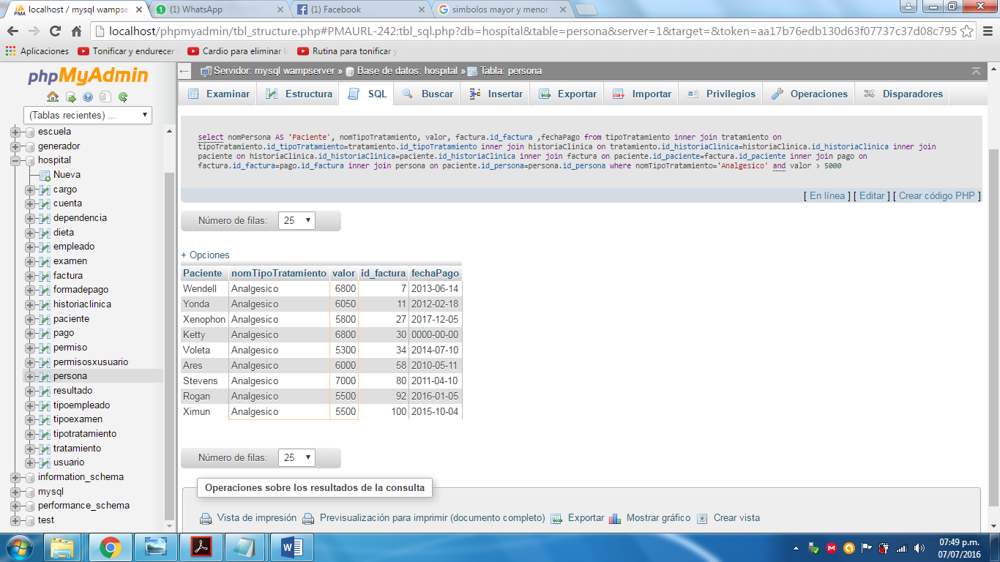 localhost / mysql wampse
(1) WhatsApp
(1) Facebook
simbolos mayor y menor
localhost/phpmyadmin/tbl_structure.php#PMAURL-242:tbl_sql.php?db=hospital&table=persona&server=1&target=&token=aa17b76edb130d63f07737c37d08c795
Aplicaciones
Tonificar y endurecer
Cardio para eliminar l
Rutina para tonificar y
phpMyAdmin
(Tablas recientes) ...
escuela
generador
hospital
Nueva
cargo
cuenta
dependencia
dieta
empleado
examen
factura
formadepago
historiaclinica
paciente
pago
permiso
permisosxusuario
persona
resultado
tipoempleado
tipoexamen
tipotratamiento
tratamiento
usuario
information_schema
mysql
performance_schema
test
Servidor: mysql wampserver » Base de datos: hospital » Tabla: persona
Examinar Estructura SQL Buscar Insertar Exportar Importar Privilegios Operaciones Disparadores
select nomPersona AS 'Paciente', nomTipoTratamiento, valor, factura.id_factura ,fechaPago from tipoTratamiento inner join tratamiento on
tipoTratamiento.id_tipoTratamiento=tratamiento.id_tipoTratamiento inner join historiaClinica on tratamiento.id_historiaClinica=historiaClinica.id_historiaClinica inner join
paciente on historiaClinica.id_historiaClinica=paciente.id_historiaClinica inner join factura on paciente.id_paciente=factura.id_paciente inner join pago on
factura.id_factura=pago.id_factura inner join persona on paciente.id_persona=persona.id_persona where nomTipoTratamiento='Analgesico' and valor > 5000
[ En línea ] [ Editar ] [ Crear código PHP ]
Número de filas: 25
+ Opciones
Paciente nomTipoTratamiento valor id_factura fechaPago
Wendell Analgesico 6800 7 2013-06-14
Yonda Analgesico 6050 11 2012-02-18
Xenophon Analgesico 5800 27 2017-12-05
Ketty Analgesico 6800 30 0000-00-00
Voleta Analgesico 5300 34 2014-07-10
Ares Analgesico 6000 58 2010-05-11
Stevens Analgesico 7000 80 2011-04-10
Rogan Analgesico 5500 92 2016-01-05
Ximun Analgesico 5500 100 2015-10-04
Número de filas: 25
Operaciones sobre los resultados de la consulta
Vista de impresión Previsualización para imprimir (documento completo) Exportar Mostrar gráfico Crear vista
07:49 p.m.
07/07/2016